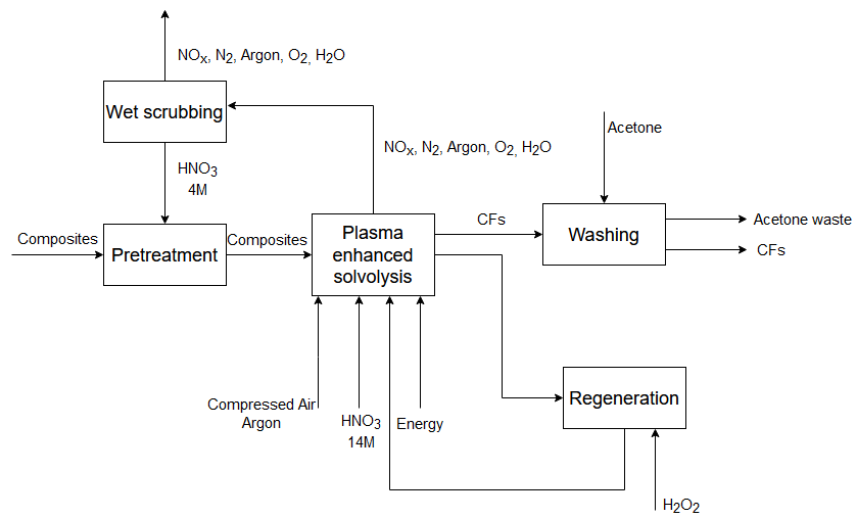 NOx, N2, Argon, O2, H2O
Wet scrubbing
NOx, N2, Argon, O2, H2O
Acetone
HNO3
4M
Composites
Pretreatment
Composites
Plasma
enhanced
solvolysis
CFs
Washing
Acetone waste
CFs
Compressed Air
Argon
HNO3
14M
Energy
Regeneration
H2O2